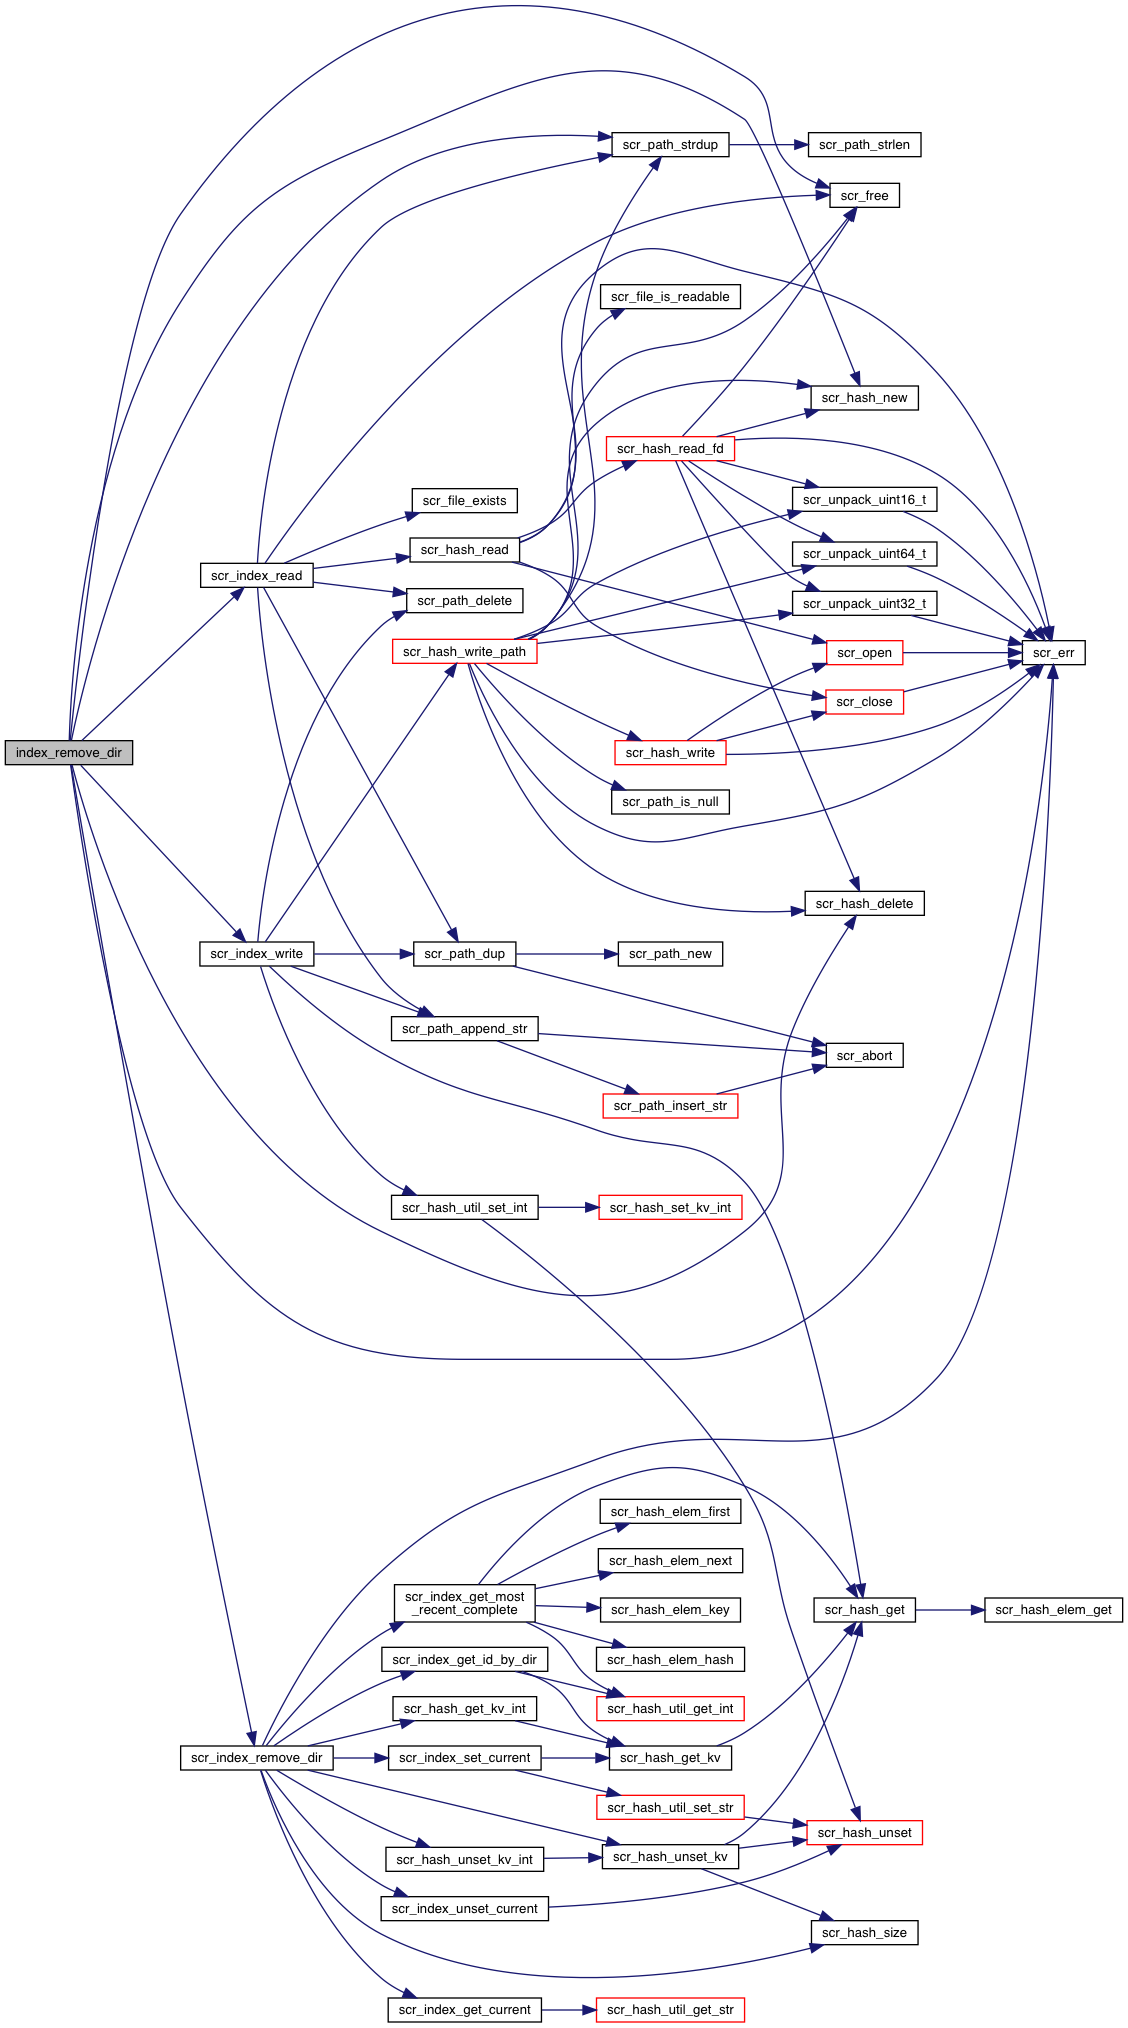 scr_path_strdup
scr_path_strlen
scr_free
scr_file_is_readable
scr_hash_new
scr_hash_read_fd
scr_file_exists
scr_unpack_uint16_t
scr_hash_read
scr_unpack_uint64_t
scr_index_read
scr_path_delete
scr_unpack_uint32_t
scr_hash_write_path
scr_open
scr_err
scr_close
index_remove_dir
scr_hash_write
scr_path_is_null
scr_hash_delete
scr_index_write
scr_path_dup
scr_path_new
scr_path_append_str
scr_abort
scr_path_insert_str
scr_hash_util_set_int
scr_hash_set_kv_int
scr_hash_elem_first
scr_hash_elem_next
scr_index_get_most
_recent_complete
scr_hash_elem_key
scr_hash_get
scr_hash_elem_get
scr_index_get_id_by_dir
scr_hash_elem_hash
scr_hash_get_kv_int
scr_hash_util_get_int
scr_index_remove_dir
scr_index_set_current
scr_hash_get_kv
scr_hash_util_set_str
scr_hash_unset
scr_hash_unset_kv_int
scr_hash_unset_kv
scr_index_unset_current
scr_hash_size
scr_index_get_current
scr_hash_util_get_str